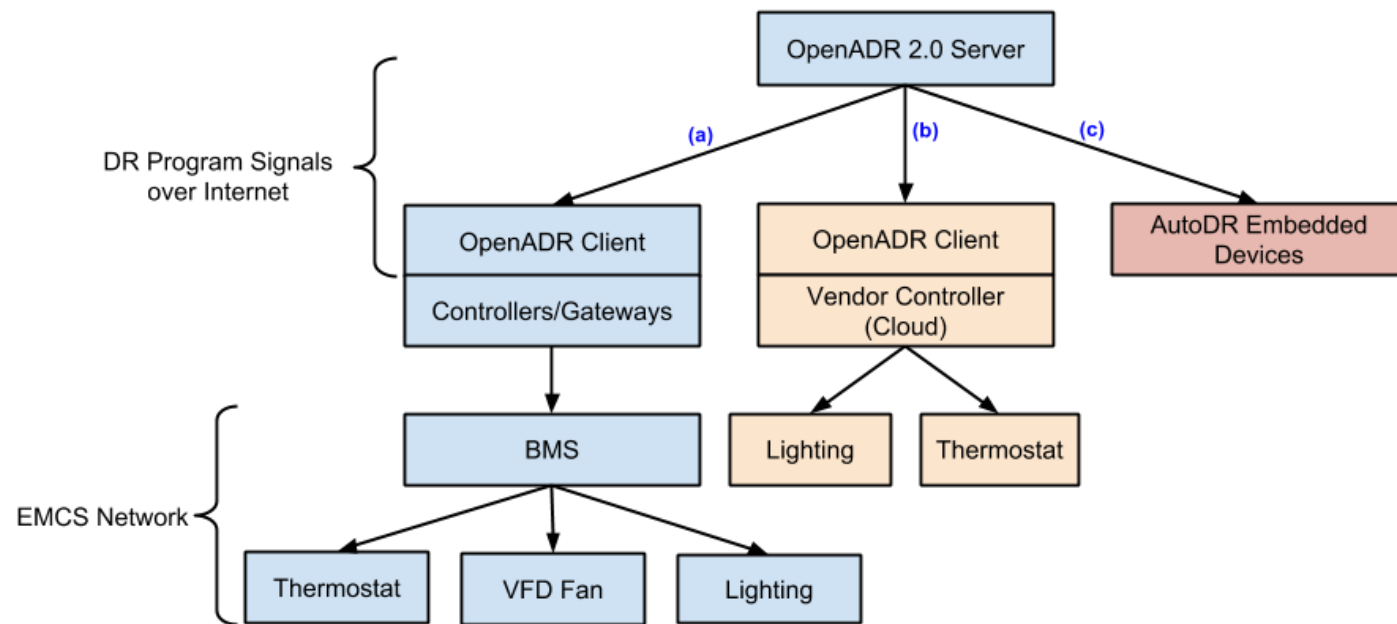 OpenADR 2.0 Server
(a)
(b)
(c)
DR Program Signals
over Internet
OpenADR Client
OpenADR Client
AutoDR Embedded
Devices
Controllers/Gateways
Vendor Controller
(Cloud)
BMS
Lighting
Thermostat
EMCS Network
Thermostat
VFD Fan
Lighting